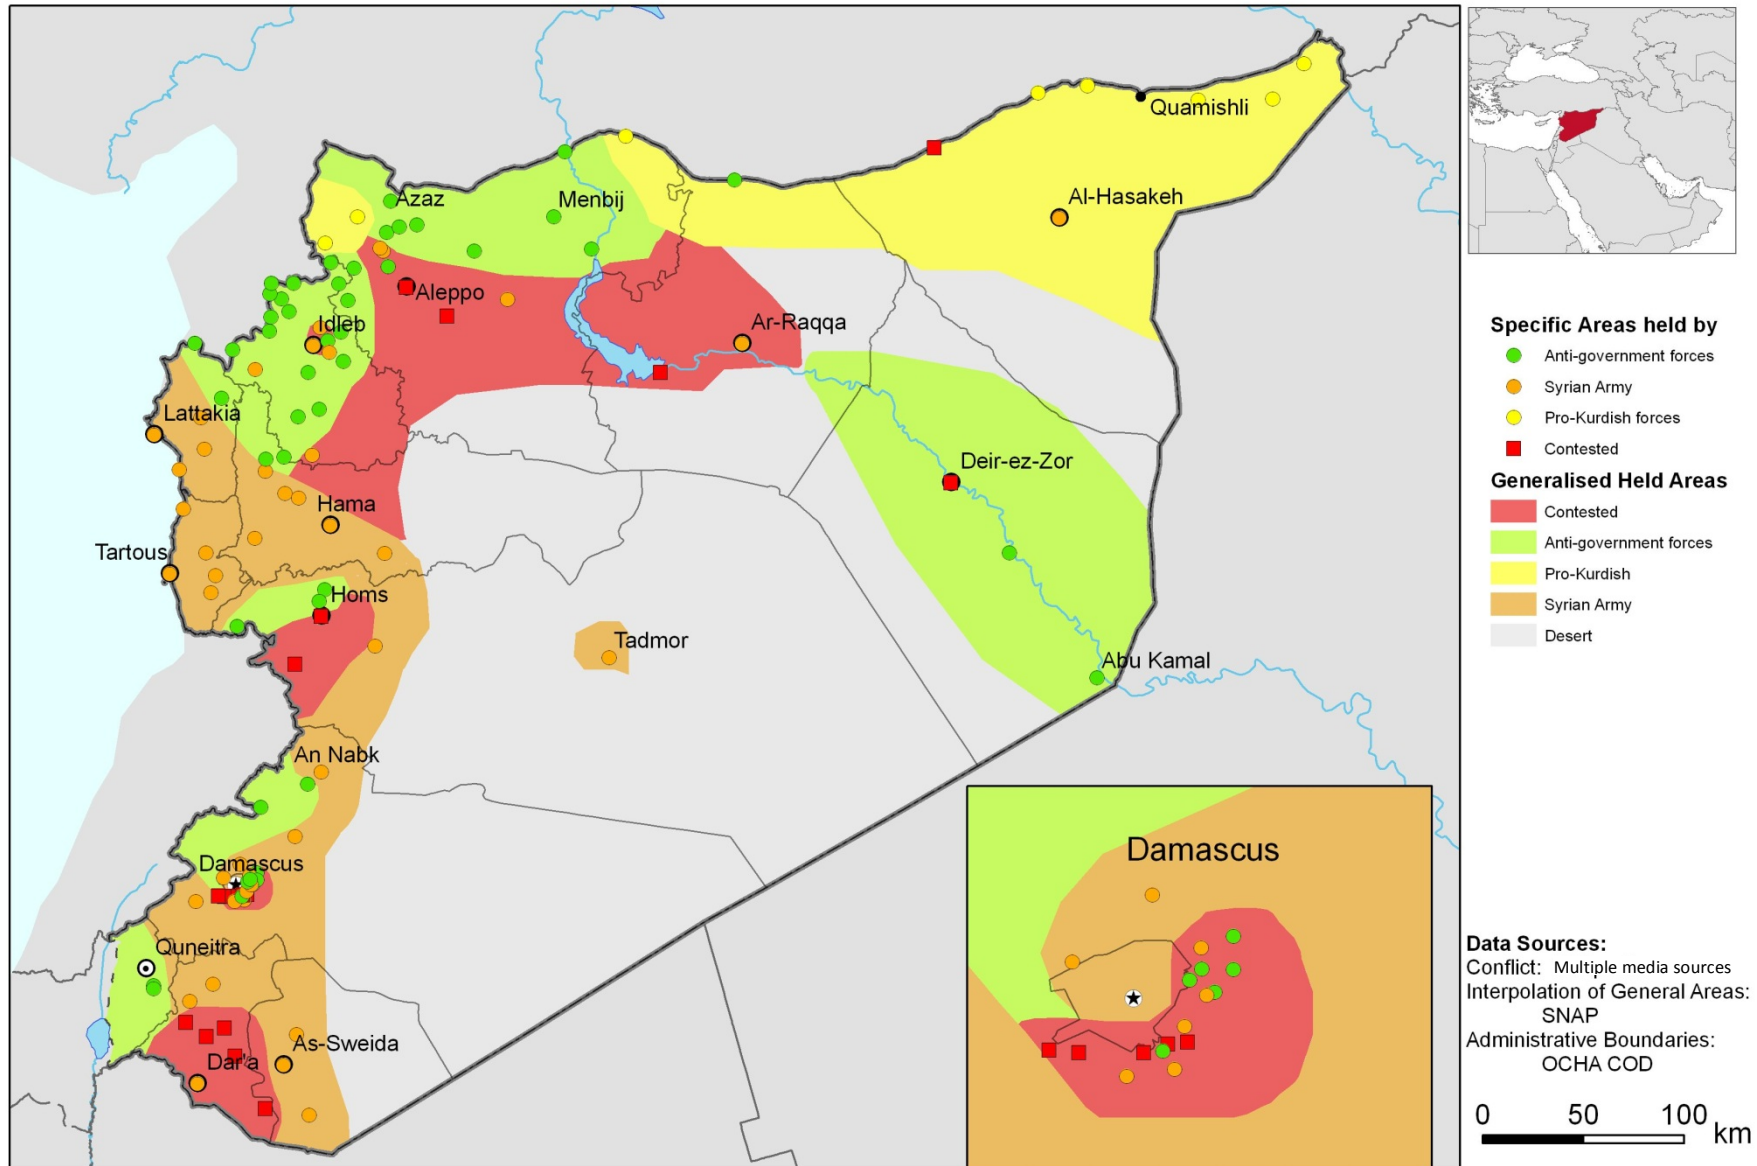 Quamishli
Azaz
Menbij
Al-Hasakeh
Aleppo
Idleb
Ar-Raqqa
Lattakia
Deir-ez-Zor
Hama
Tartous
Homs
Tadmor
Abu Kamal
An Nabk
Damascus
Quneitra
Dar'a
As-Sweida
Damascus
Specific Areas held by
Anti-government forces
Syrian Army
Pro-Kurdish forces
Contested
Generalised Held Areas
Contested
Anti-government forces
Pro-Kurdish
Syrian Army
Desert
Data Sources:
Conflict: Multiple media sources
Interpolation of General Areas:
SNAP
Administrative Boundaries:
OCHA COD
0 50 100
km